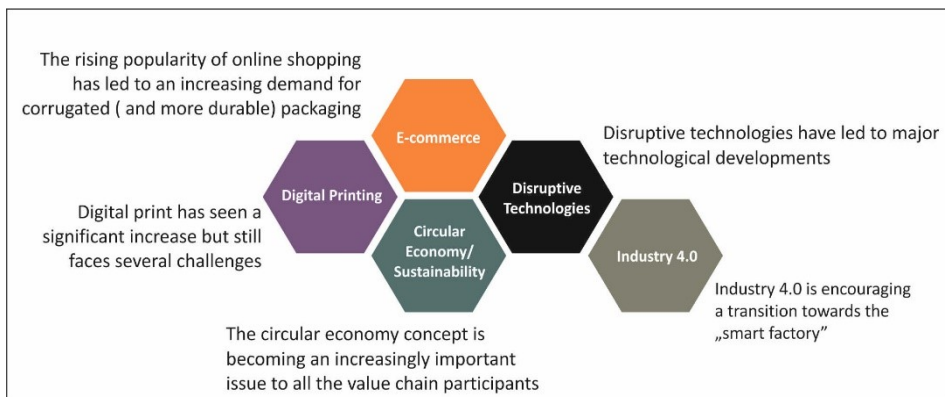 The rising popularity of online shopping
has led to an increasing demand for
corrugated ( and more durable) packaging
E-commerce
Disruptive technologies have led to major
technological developments
Digital Printing
Disruptive
Technologies
Digital print has seen a
significant increase but still
faces several challenges
Circular
Economy/
Sustainability
Industry 4.0
Industry 4.0 is encouraging
a transition towards the
„smart factory”
The circular economy concept is
becoming an increasingly important
issue to all the value chain participants